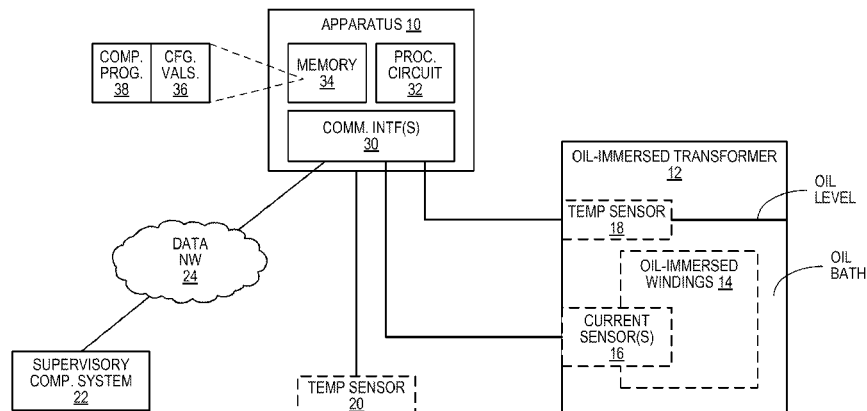 APPARATUS 10
COMP. PROG. 38
CFG. VALS. 36
MEMORY
34
PROC. CIRCUIT
32
COMM. INTF(S)
30
OIL-IMMERSED TRANSFORMER
12
OIL LEVEL
TEMP SENSOR
18
DATA NW
24
OIL-IMMERSED
WINDINGS 14
OIL BATH
CURRENT SENSOR(S)
16
SUPERVISORY
COMP. SYSTEM
22
TEMP SENSOR
20